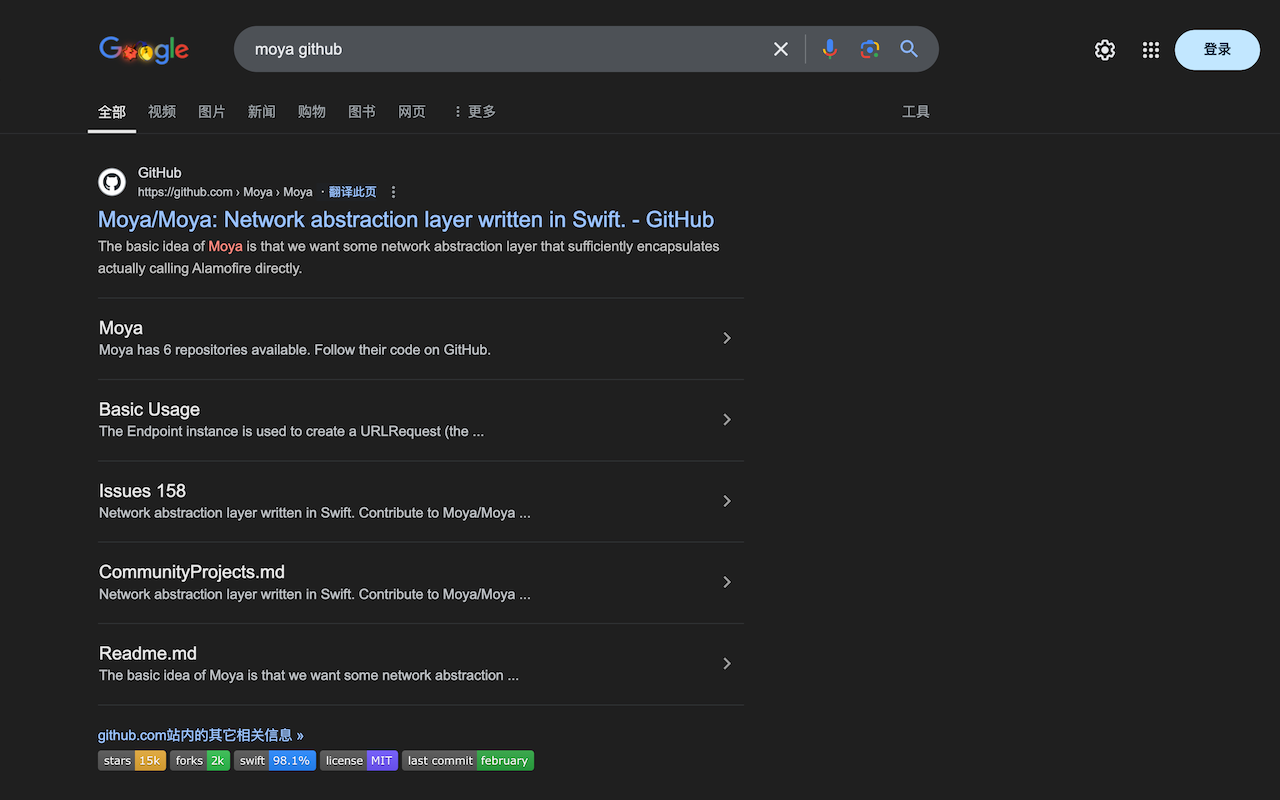 Google
moya github
登录
全部 视频 图片 新闻 购物 图书 网页 更多 工具
GitHub
https://github.com › Moya › Moya · 翻译此页
Moya/Moya: Network abstraction layer written in Swift. - GitHub
The basic idea of Moya is that we want some network abstraction layer that sufficiently encapsulates
actually calling Alamofire directly.
Moya
Moya has 6 repositories available. Follow their code on GitHub.
Basic Usage
The Endpoint instance is used to create a URLRequest (the ...
Issues 158
Network abstraction layer written in Swift. Contribute to Moya/Moya ...
CommunityProjects.md
Network abstraction layer written in Swift. Contribute to Moya/Moya ...
Readme.md
The basic idea of Moya is that we want some network abstraction ...
github.com站内的其它相关信息 »
stars 15k forks 2k swift 98.1% license MIT last commit february